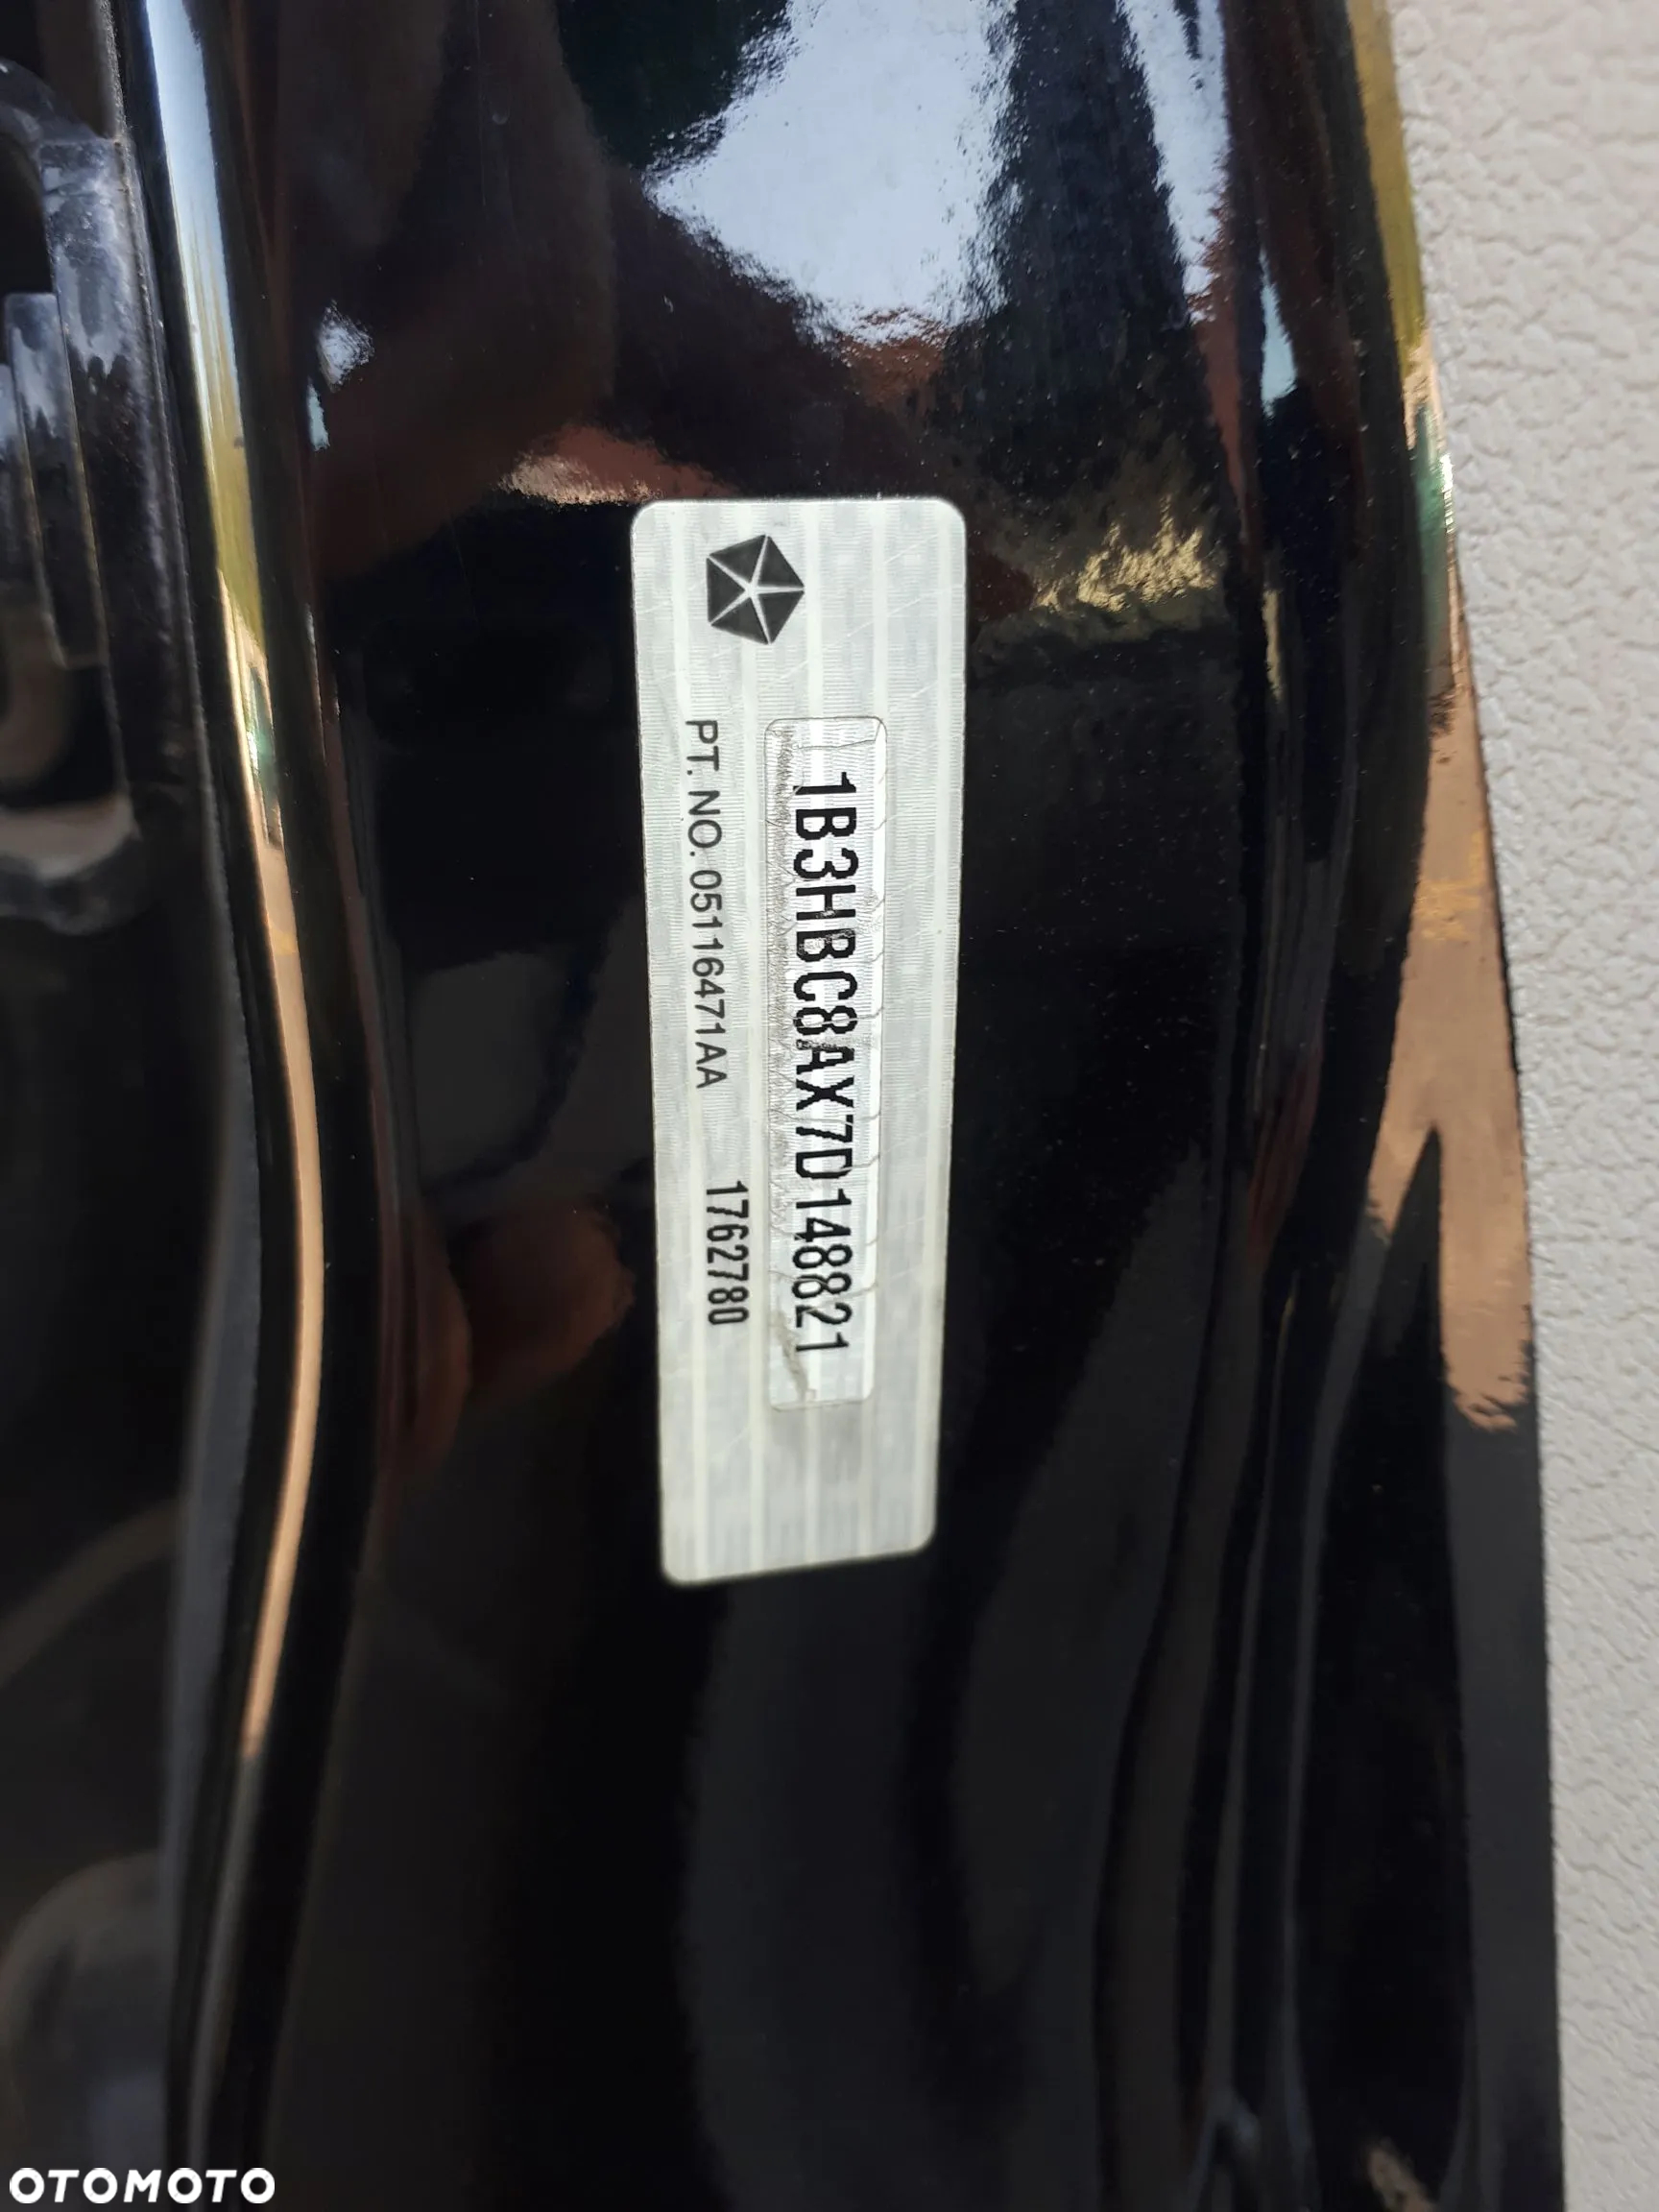 1B3HBC8AX7D148821
PT. NO. 05116471AA 1762780
OTOMOTO